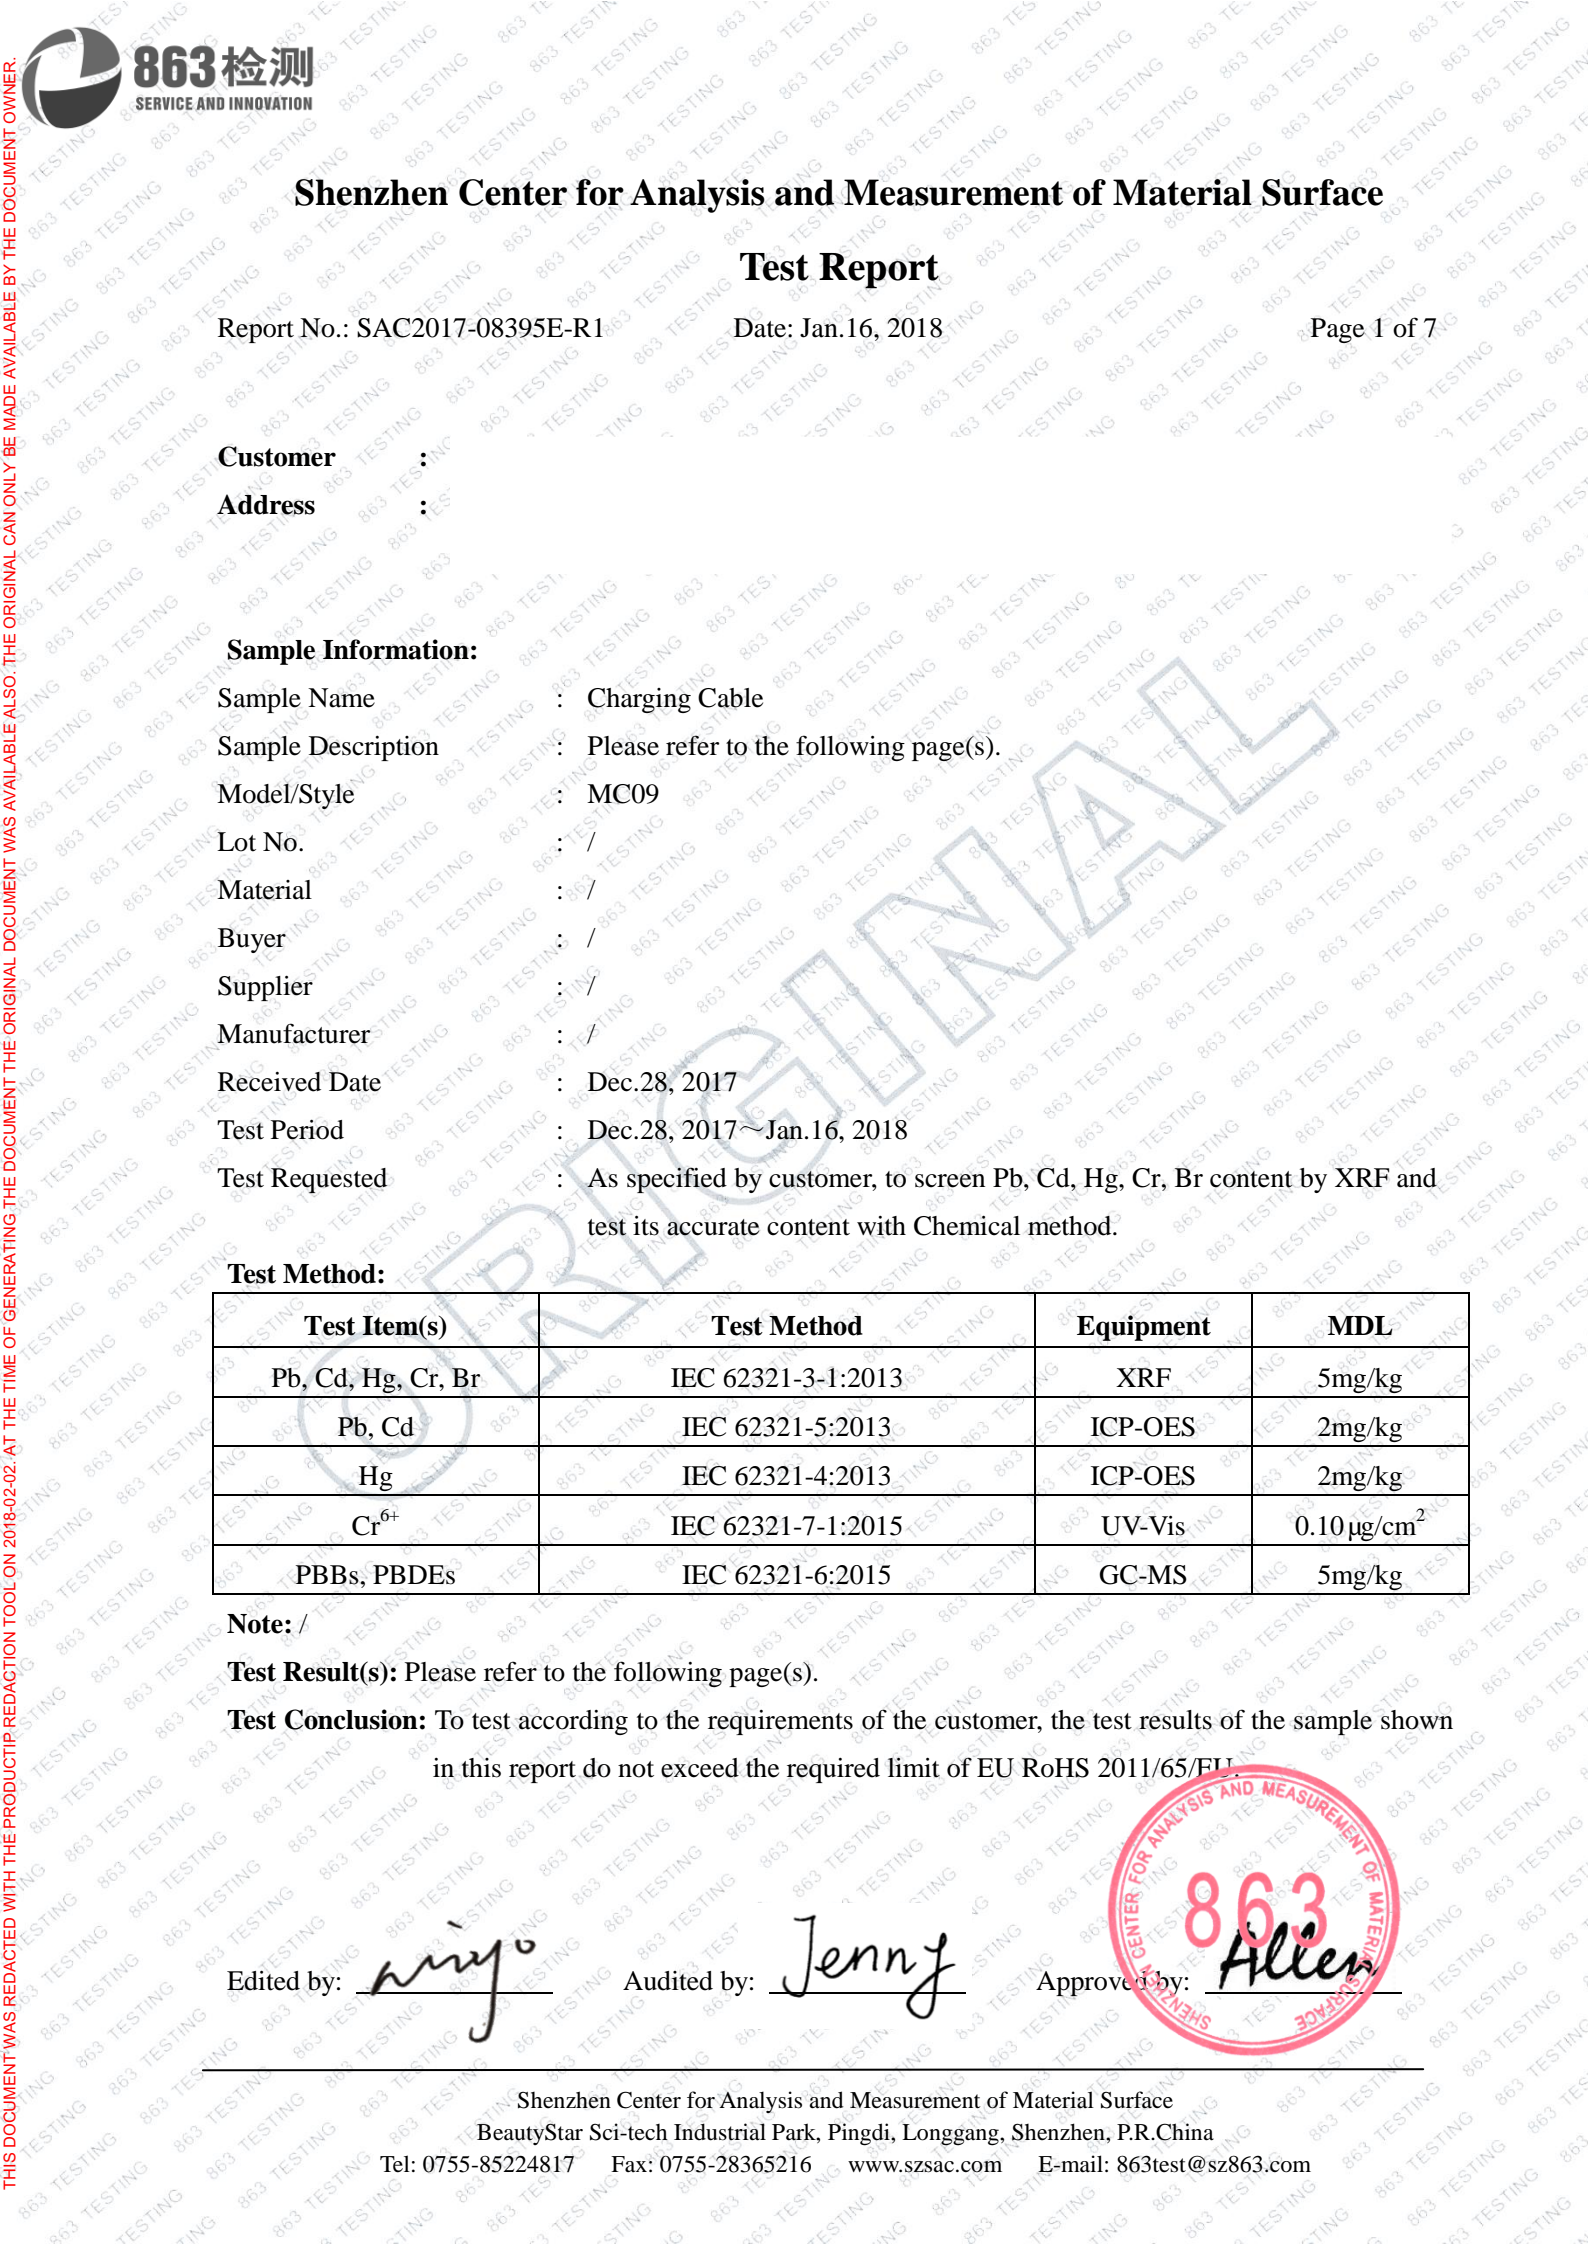 863检测
SERVICE AND INNOVATION
Shenzhen Center for Analysis and Measurement of Material Surface
Test Report
Report No.: SAC2017-08395E-R1 Date: Jan.16, 2018 Page 1 of 7
Customer :
Address :
Sample Information:
Sample Name : Charging Cable
Sample Description : Please refer to the following page(s).
Model/Style : MC09
Lot No. : /
Material : /
Buyer : /
Supplier : /
Manufacturer : /
Received Date : Dec.28, 2017
Test Period : Dec.28, 2017～Jan.16, 2018
Test Requested : As specified by customer, to screen Pb, Cd, Hg, Cr, Br content by XRF and
test its accurate content with Chemical method.
Test Method:
Test Item(s) Test Method Equipment MDL
Pb, Cd, Hg, Cr, Br IEC 62321-3-1:2013 XRF 5mg/kg
Pb, Cd IEC 62321-5:2013 ICP-OES 2mg/kg
Hg IEC 62321-4:2013 ICP-OES 2mg/kg
Cr6+ IEC 62321-7-1:2015 UV-Vis 0.10μg/cm2
PBBs, PBDEs IEC 62321-6:2015 GC-MS 5mg/kg
Note: /
Test Result(s): Please refer to the following page(s).
Test Conclusion: To test according to the requirements of the customer, the test results of the sample shown
in this report do not exceed the required limit of EU RoHS 2011/65/EU.
Edited by: Audited by: Jenny Approved by: Allen
SHENZHEN CENTER FOR ANALYSIS AND MEASUREMENT OF MATERIAL SURFACE
863
Shenzhen Center for Analysis and Measurement of Material Surface
BeautyStar Sci-tech Industrial Park, Pingdi, Longgang, Shenzhen, P.R.China
Tel: 0755-85224817 Fax: 0755-28365216 www.szsac.com E-mail: 863test@sz863.com
ORIGINAL
863 TESTING
THIS DOCUMENT WAS REDACTED WITH THE PRODUCTIP REDACTION TOOL ON 2018-02-02. AT THE TIME OF GENERATING THE DOCUMENT THE ORIGINAL DOCUMENT WAS AVAILABLE ALSO. THE ORIGINAL CAN ONLY BE MADE AVAILABLE BY THE DOCUMENT OWNER.